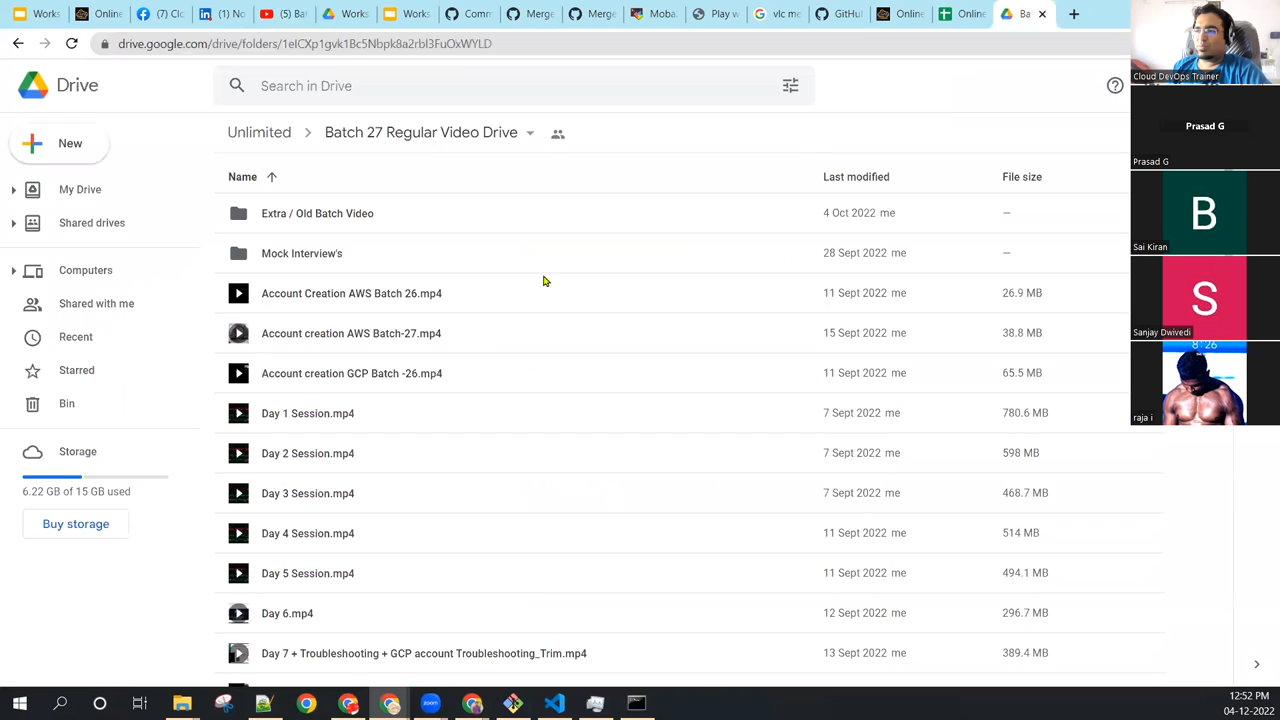 Works
Online
(7) Clo
(2) Lin
(5)
Works
Works
Online
Merge
Merge
Moba
Play w
vlc me
GitHu
Online
Online
Ba
drive.google.com/drive/folders/1eICXp1gvk1Bc5Nbpk8a2rbI3FuOxWYLD
Drive
Search in Drive
New
My Drive
Shared drives
Computers
Shared with me
Recent
Starred
Bin
Storage
6.22 GB of 15 GB used
Buy storage
Unlimited
Batch 27 Regular Video Drive
Name Last modified File size
Extra / Old Batch Video 4 Oct 2022 me —
Mock Interview's 28 Sept 2022 me —
Account Creation AWS Batch 26.mp4 11 Sept 2022 me 26.9 MB
Account creation AWS Batch-27.mp4 15 Sept 2022 me 38.8 MB
Account creation GCP Batch -26.mp4 11 Sept 2022 me 65.5 MB
Day 1 Session.mp4 7 Sept 2022 me 780.6 MB
Day 2 Session.mp4 7 Sept 2022 me 598 MB
Day 3 Session.mp4 7 Sept 2022 me 468.7 MB
Day 4 Session.mp4 11 Sept 2022 me 514 MB
Day 5 Session.mp4 11 Sept 2022 me 494.1 MB
Day 6.mp4 12 Sept 2022 me 296.7 MB
Day 7 + Troubleshooting + GCP account Troubleshooting_Trim.mp4 13 Sept 2022 me 389.4 MB
Cloud DevOps Trainer
Prasad G
Prasad G
B
Sai Kiran
S
Sanjay Dwivedi
8:26
raja i
zoom
12:52 PM
04-12-2022